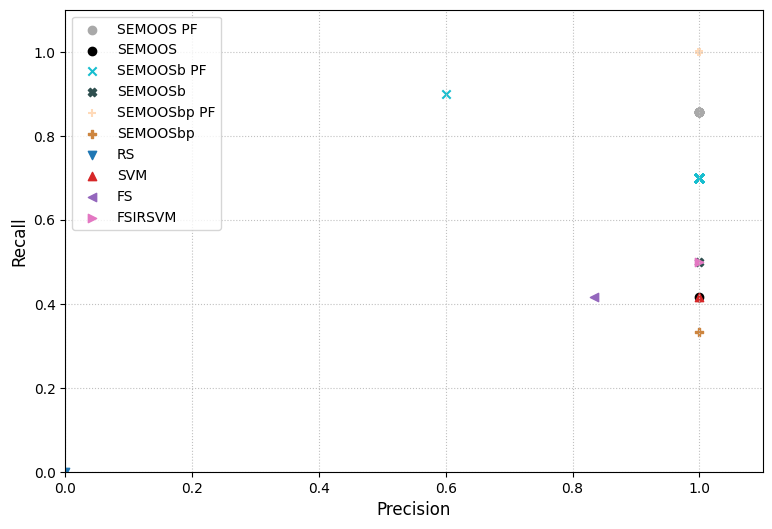 SEMOOS PF
SEMOOS
SEMOOSb PF
SEMOOSb
SEMOOSbp PF
SEMOOSbp
RS
SVM
FS
FSIRSVM
Recall
1.0
0.8
0.6
0.4
0.2
0.0
0.0 0.2 0.4 0.6 0.8 1.0
Precision